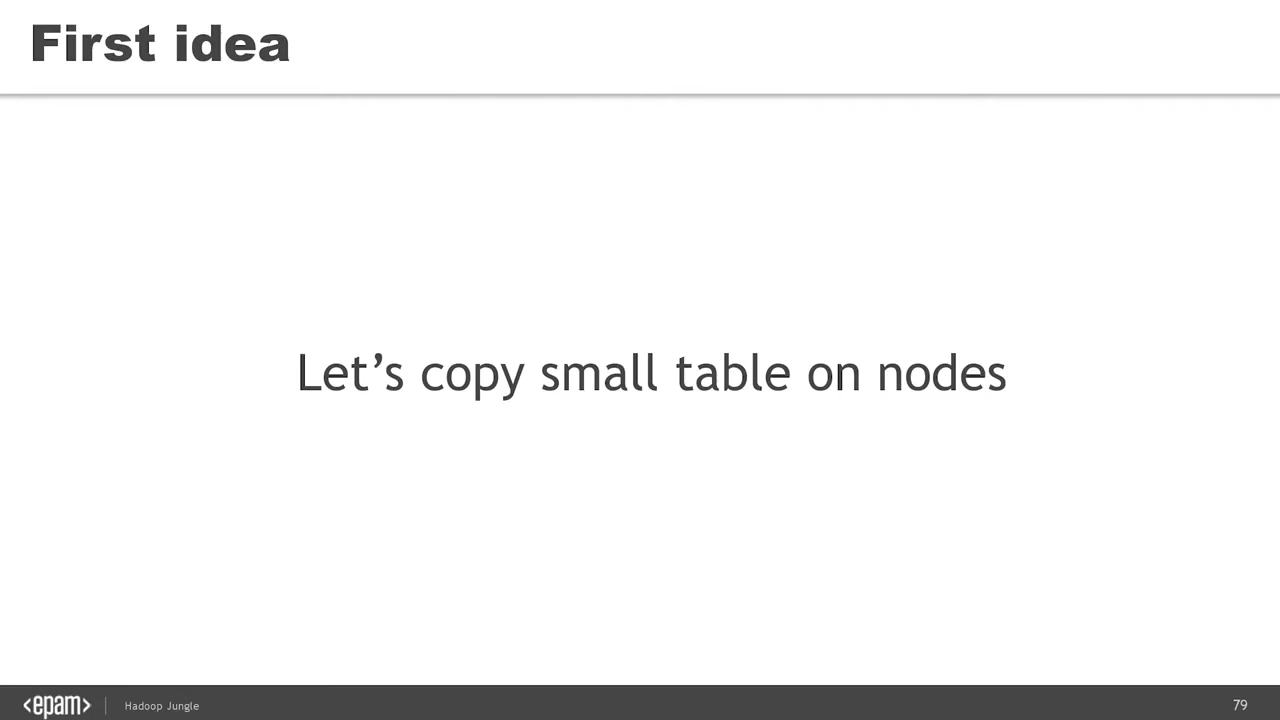 First idea
Let’s copy small table on nodes
<epam> | Hadoop Jungle
79